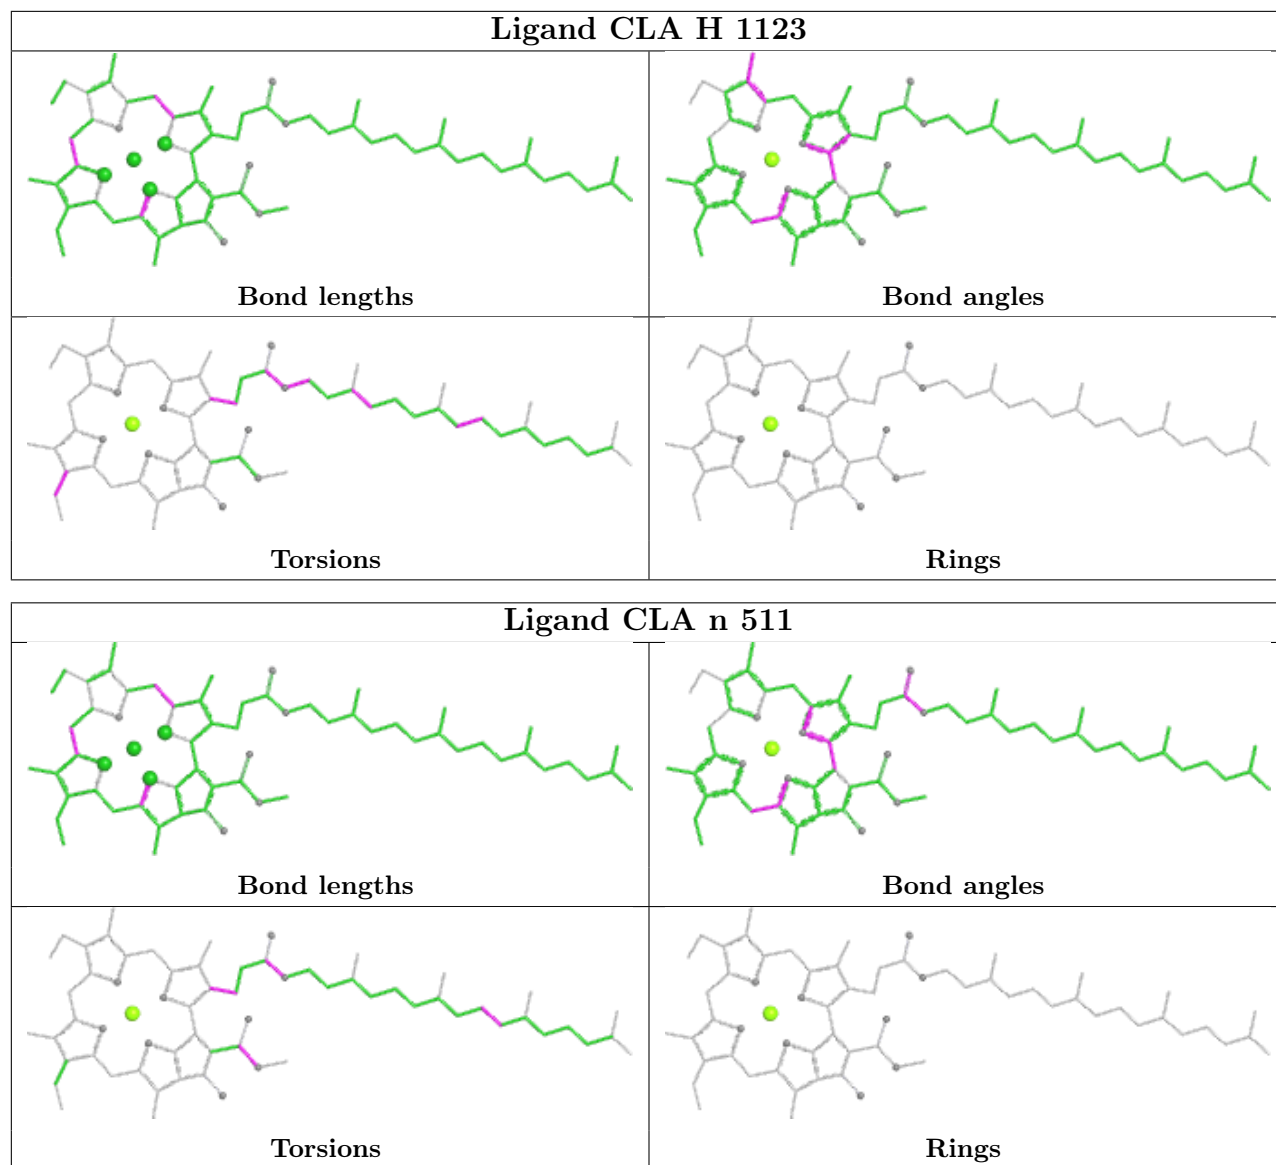 Ligand CLA H 1123
Bond lengths
Bond angles
Torsions
Rings
Ligand CLA n 511
Bond lengths
Bond angles
Torsions
Rings